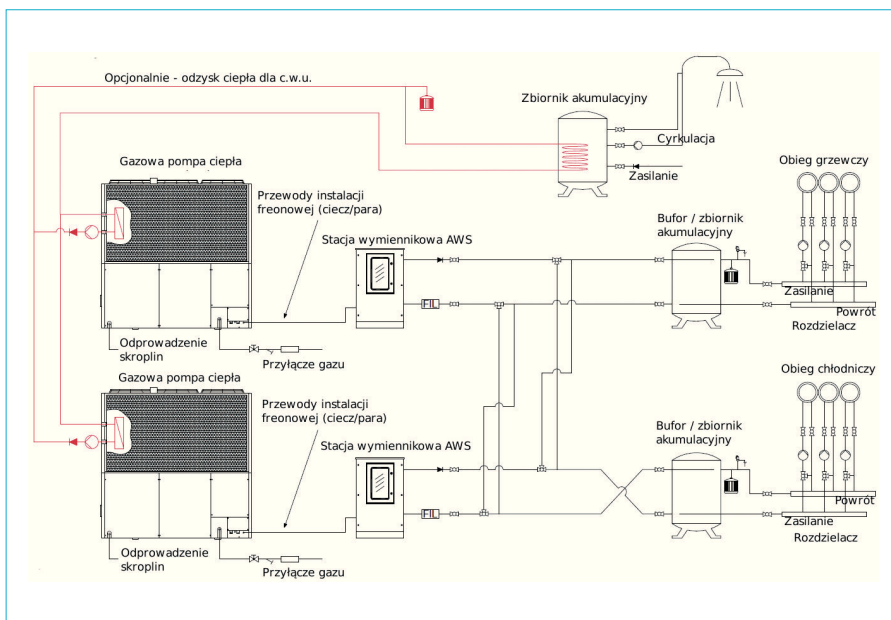 Opcjonalnie - odzysk ciepła dla c.w.u.
Zbiornik akumulacyjny
Cyrkulacja
Zasilanie
Obieg grzewczy
Gazowa pompa ciepła
Przewody instalacji
freonowej (ciecz/para)
Stacja wymiennikowa AWS
Bufor / zbiornik
akumulacyjny
FIL
Zasilanie
Powrót
Rozdzielacz
Odprowadzenie
skroplin
Przyłącze gazu
Gazowa pompa ciepła
Przewody instalacji
freonowej (ciecz/para)
Stacja wymiennikowa AWS
Bufor / zbiornik
akumulacyjny
Obieg chłodniczy
FIL
Powrót
Zasilanie
Rozdzielacz
Odprowadzenie
skroplin
Przyłącze gazu